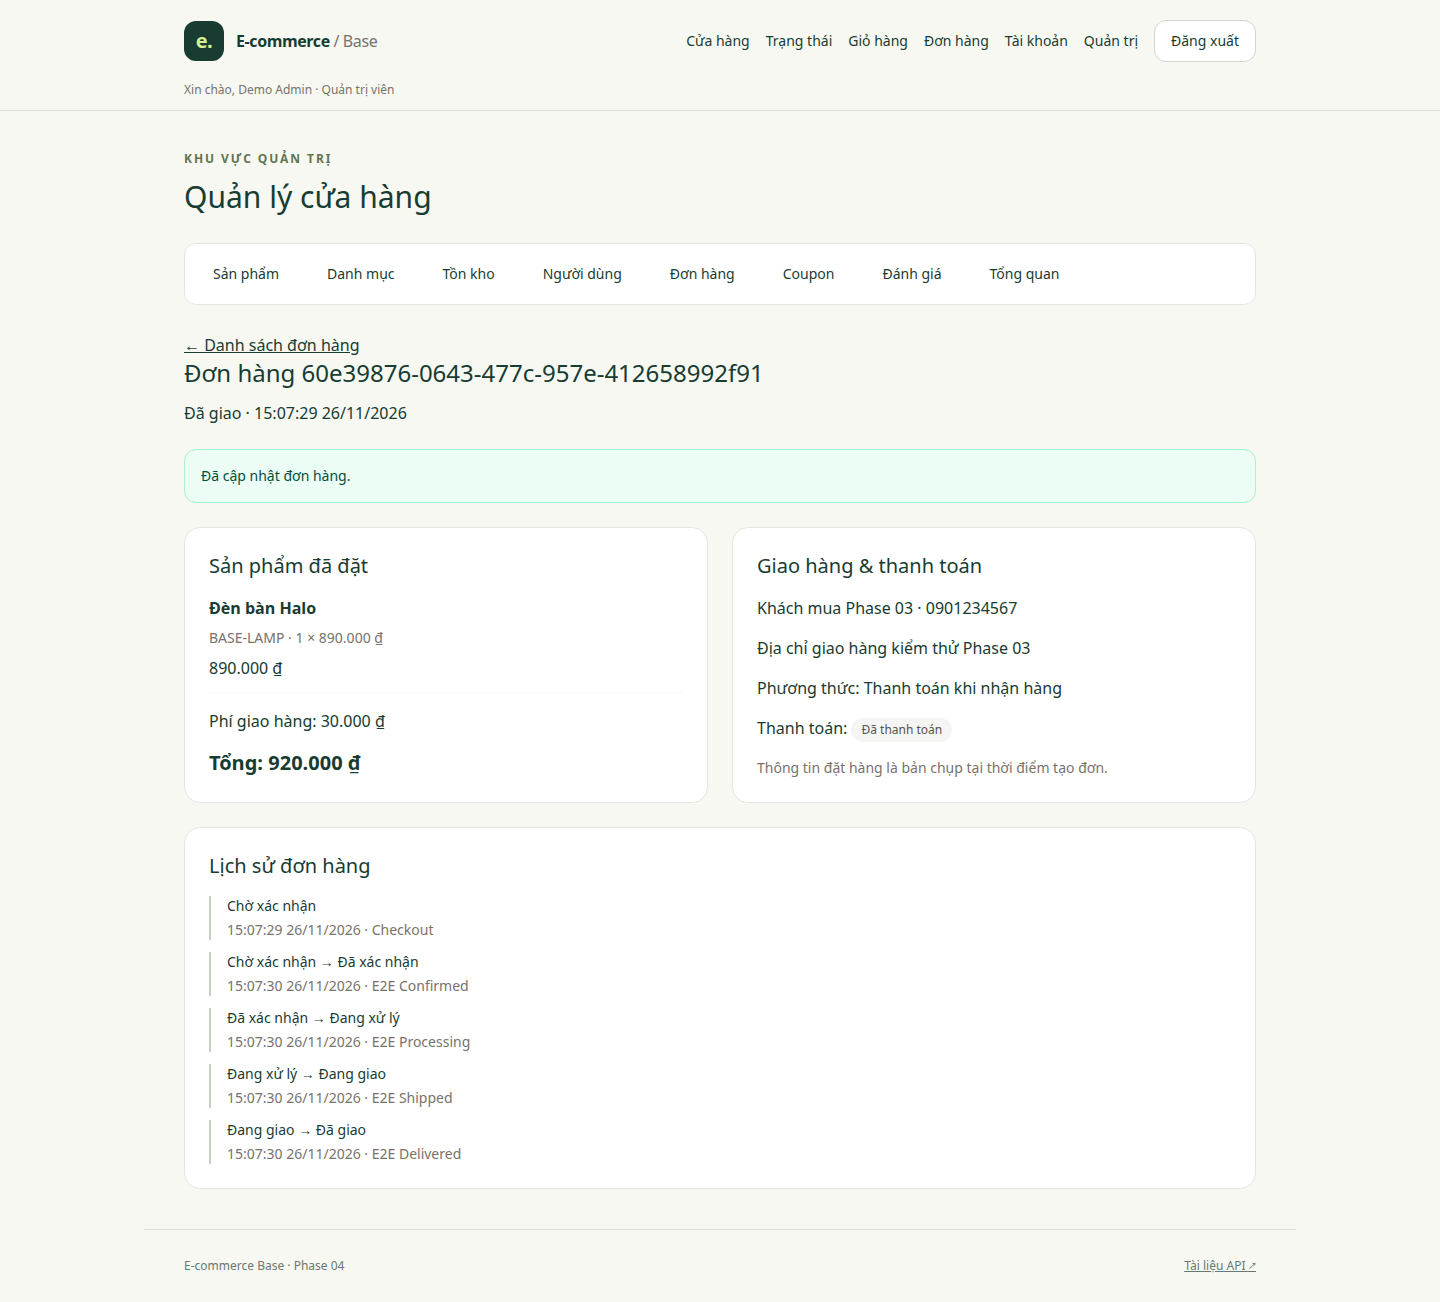 e. E-commerce / Base
Cửa hàng Trạng thái Giỏ hàng Đơn hàng Tài khoản Quản trị Đăng xuất
Xin chào, Demo Admin · Quản trị viên
KHU VỰC QUẢN TRỊ
Quản lý cửa hàng
Sản phẩm Danh mục Tồn kho Người dùng Đơn hàng Coupon Đánh giá Tổng quan
← Danh sách đơn hàng
Đơn hàng 60e39876-0643-477c-957e-412658992f91
Đã giao · 15:07:29 26/11/2026
Đã cập nhật đơn hàng.
Sản phẩm đã đặt
Đèn bàn Halo
BASE-LAMP · 1 × 890.000 ₫
890.000 ₫
Phí giao hàng: 30.000 ₫
Tổng: 920.000 ₫
Giao hàng & thanh toán
Khách mua Phase 03 · 0901234567
Địa chỉ giao hàng kiểm thử Phase 03
Phương thức: Thanh toán khi nhận hàng
Thanh toán: Đã thanh toán
Thông tin đặt hàng là bản chụp tại thời điểm tạo đơn.
Lịch sử đơn hàng
Chờ xác nhận
15:07:29 26/11/2026 · Checkout
Chờ xác nhận → Đã xác nhận
15:07:30 26/11/2026 · E2E Confirmed
Đã xác nhận → Đang xử lý
15:07:30 26/11/2026 · E2E Processing
Đang xử lý → Đang giao
15:07:30 26/11/2026 · E2E Shipped
Đang giao → Đã giao
15:07:30 26/11/2026 · E2E Delivered
E-commerce Base · Phase 04
Tài liệu API ↗